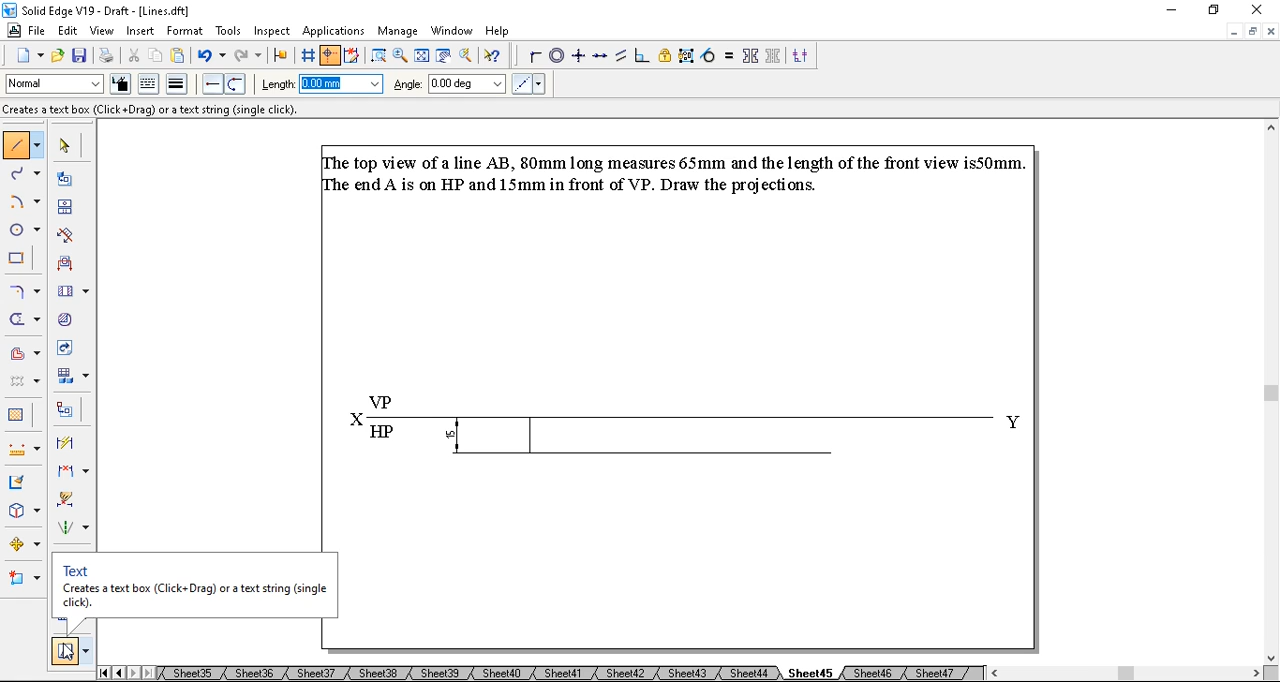 Solid Edge V19 - Draft - [Lines.dft]
File Edit View Insert Format Tools Inspect Applications Manage Window Help
Normal Length: 0.00 mm Angle: 0.00 deg
Creates a text box (Click+Drag) or a text string (single click).
The top view of a line AB, 80mm long measures 65mm and the length of the front view is50mm.
The end A is on HP and 15mm in front of VP. Draw the projections.
VP
X Y
HP
15
Text
Creates a text box (Click+Drag) or a text string (single
click).
Sheet35 Sheet36 Sheet37 Sheet38 Sheet39 Sheet40 Sheet41 Sheet42 Sheet43 Sheet44 Sheet45 Sheet46 Sheet47